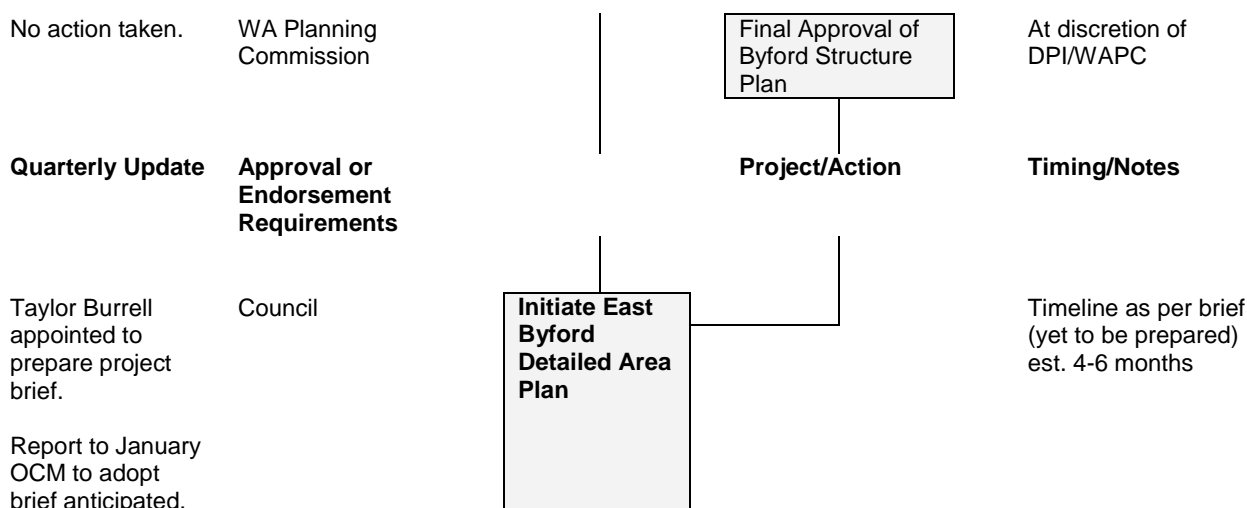 No action taken.
WA Planning
Commission
Final Approval of
Byford Structure
Plan
At discretion of
DPI/WAPC
Quarterly Update
Approval or
Endorsement
Requirements
Project/Action
Timing/Notes
Taylor Burrell
appointed to
prepare project
brief.
Report to January
OCM to adopt
brief anticipated.
Council
Initiate East
Byford
Detailed Area
Plan
Timeline as per brief
(yet to be prepared)
est. 4-6 months